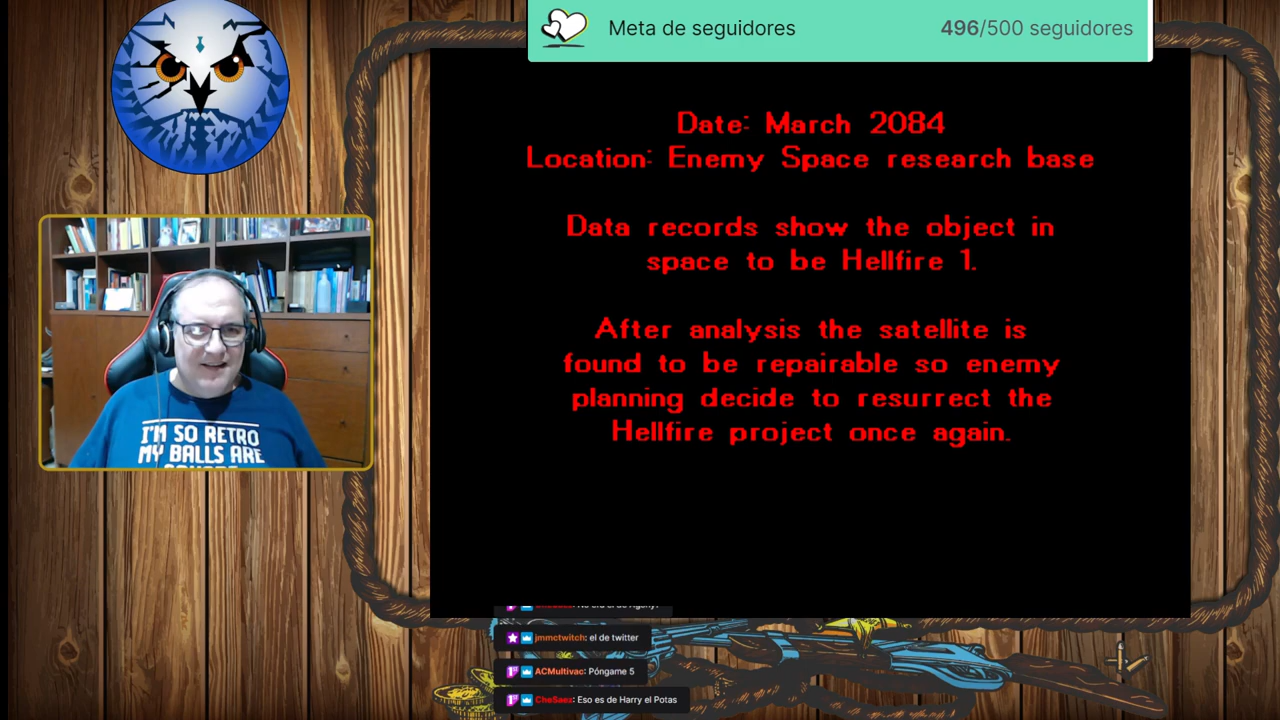 Meta de seguidores
496/500 seguidores
Date: March 2084
Location: Enemy Space research base
Data records show the object in
space to be Hellfire 1.
After analysis the satellite is
found to be repairable so enemy
planning decide to resurrect the
Hellfire project once again.
I'M SO RETRO
MY BALLS ARE
jmmctwitch: el de twitter
ACMultivac: Póngame 5
CheSaez: Eso es de Harry el Potas